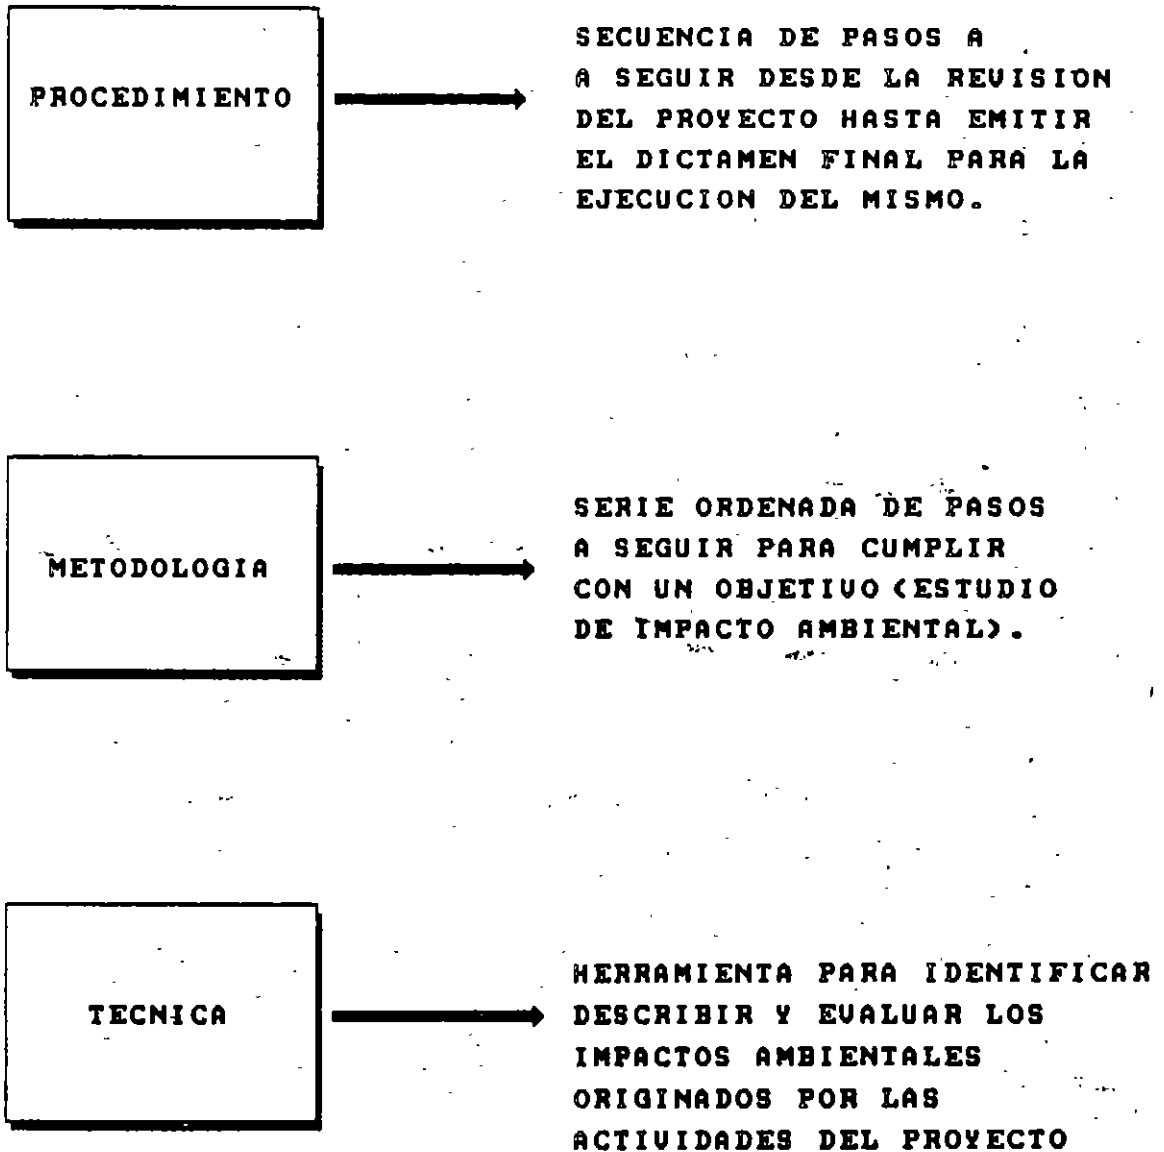 PROCEDIMIENTO
SECUENCIA DE PASOS A
A SEGUIR DESDE LA REVISION
DEL PROYECTO HASTA EMITIR
EL DICTAMEN FINAL PARA LA
EJECUCION DEL MISMO.
METODOLOGIA
SERIE ORDENADA DE PASOS
A SEGUIR PARA CUMPLIR
CON UN OBJETIVO (ESTUDIO
DE IMPACTO AMBIENTAL).
TECNICA
HERRAMIENTA PARA IDENTIFICAR
DESCRIBIR Y EVALUAR LOS
IMPACTOS AMBIENTALES
ORIGINADOS POR LAS
ACTIVIDADES DEL PROYECTO